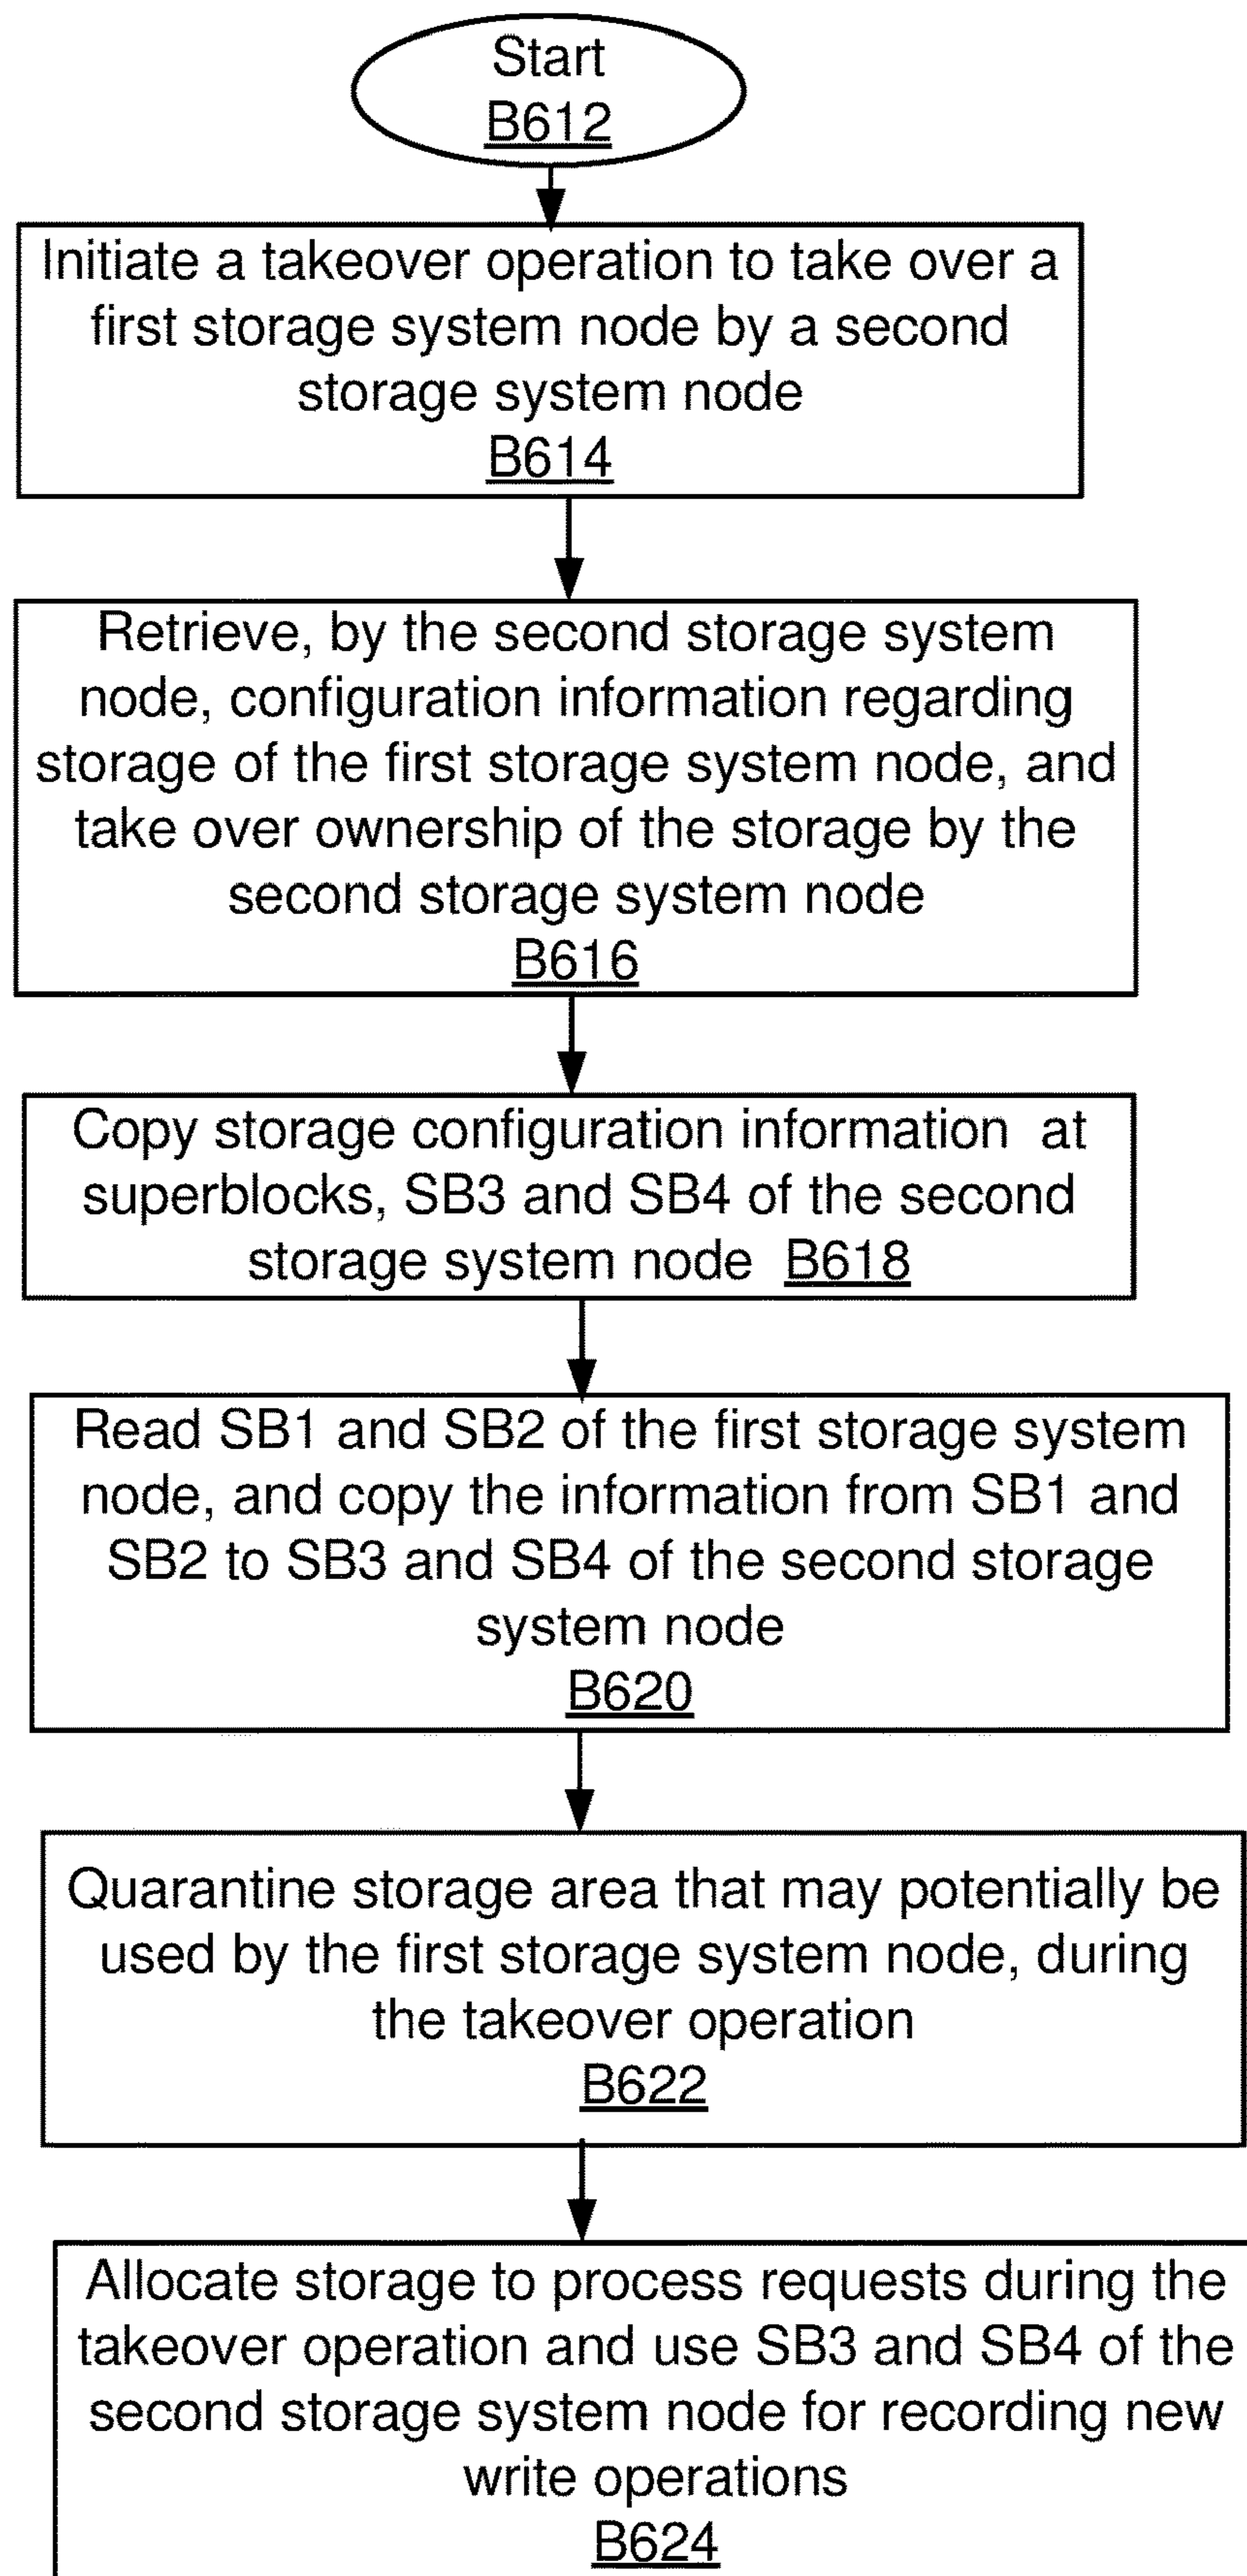 Start
B612
Initiate a takeover operation to take over a
first storage system node by a second
storage system node
B614
Retrieve, by the second storage system
node, configuration information regarding
storage of the first storage system node, and
take over ownership of the storage by the
second storage system node
B616
Copy storage configuration information at
superblocks, SB3 and SB4 of the second
storage system node B618
Read SB1 and SB2 of the first storage system
node, and copy the information from SB1 and
SB2 to SB3 and SB4 of the second storage
system node
B620
Quarantine storage area that may potentially be
used by the first storage system node, during
the takeover operation
B622
Allocate storage to process requests during the
takeover operation and use SB3 and SB4 of the
second storage system node for recording new
write operations
B624